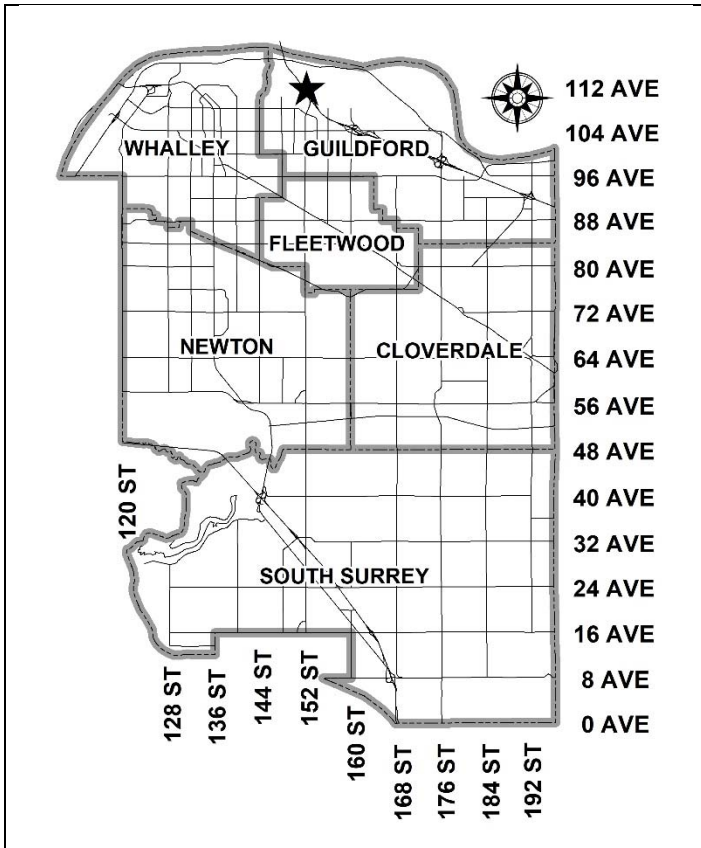 112 AVE
104 AVE
WHALLEY
GUILDFORD
96 AVE
88 AVE
FLEETWOOD
80 AVE
72 AVE
NEWTON
CLOVERDALE
64 AVE
56 AVE
48 AVE
120 ST
40 AVE
32 AVE
SOUTH SURREY
24 AVE
16 AVE
8 AVE
0 AVE
128 ST
136 ST
144 ST
152 ST
160 ST
168 ST
176 ST
184 ST
192 ST